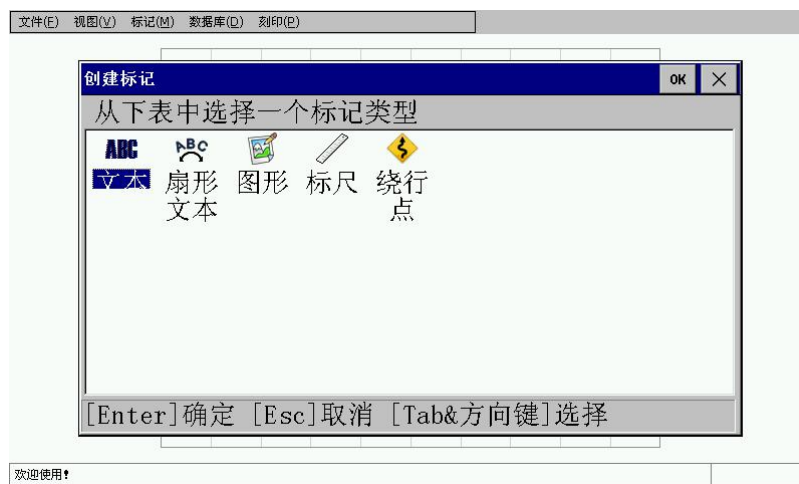 文件(F) 视图(V) 标记(M) 数据库(D) 刻印(P)
创建标记 OK
从下表中选择一个标记类型
ABC ABC
文本 扇形文本 图形 标尺 绕行点
[Enter]确定 [Esc]取消 [Tab&方向键]选择
欢迎使用!